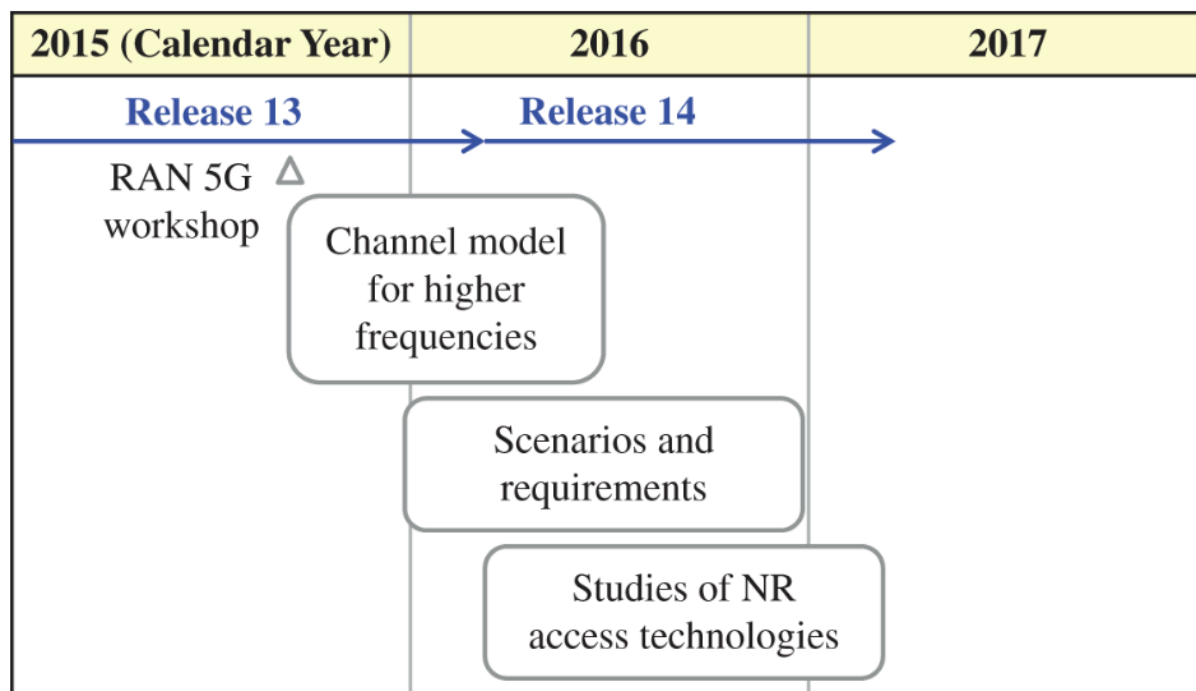 2015 (Calendar Year)
2016
2017
Release 13
Release 14
RAN 5G
workshop
Channel model
for higher
frequencies
Scenarios and
requirements
Studies of NR
access technologies